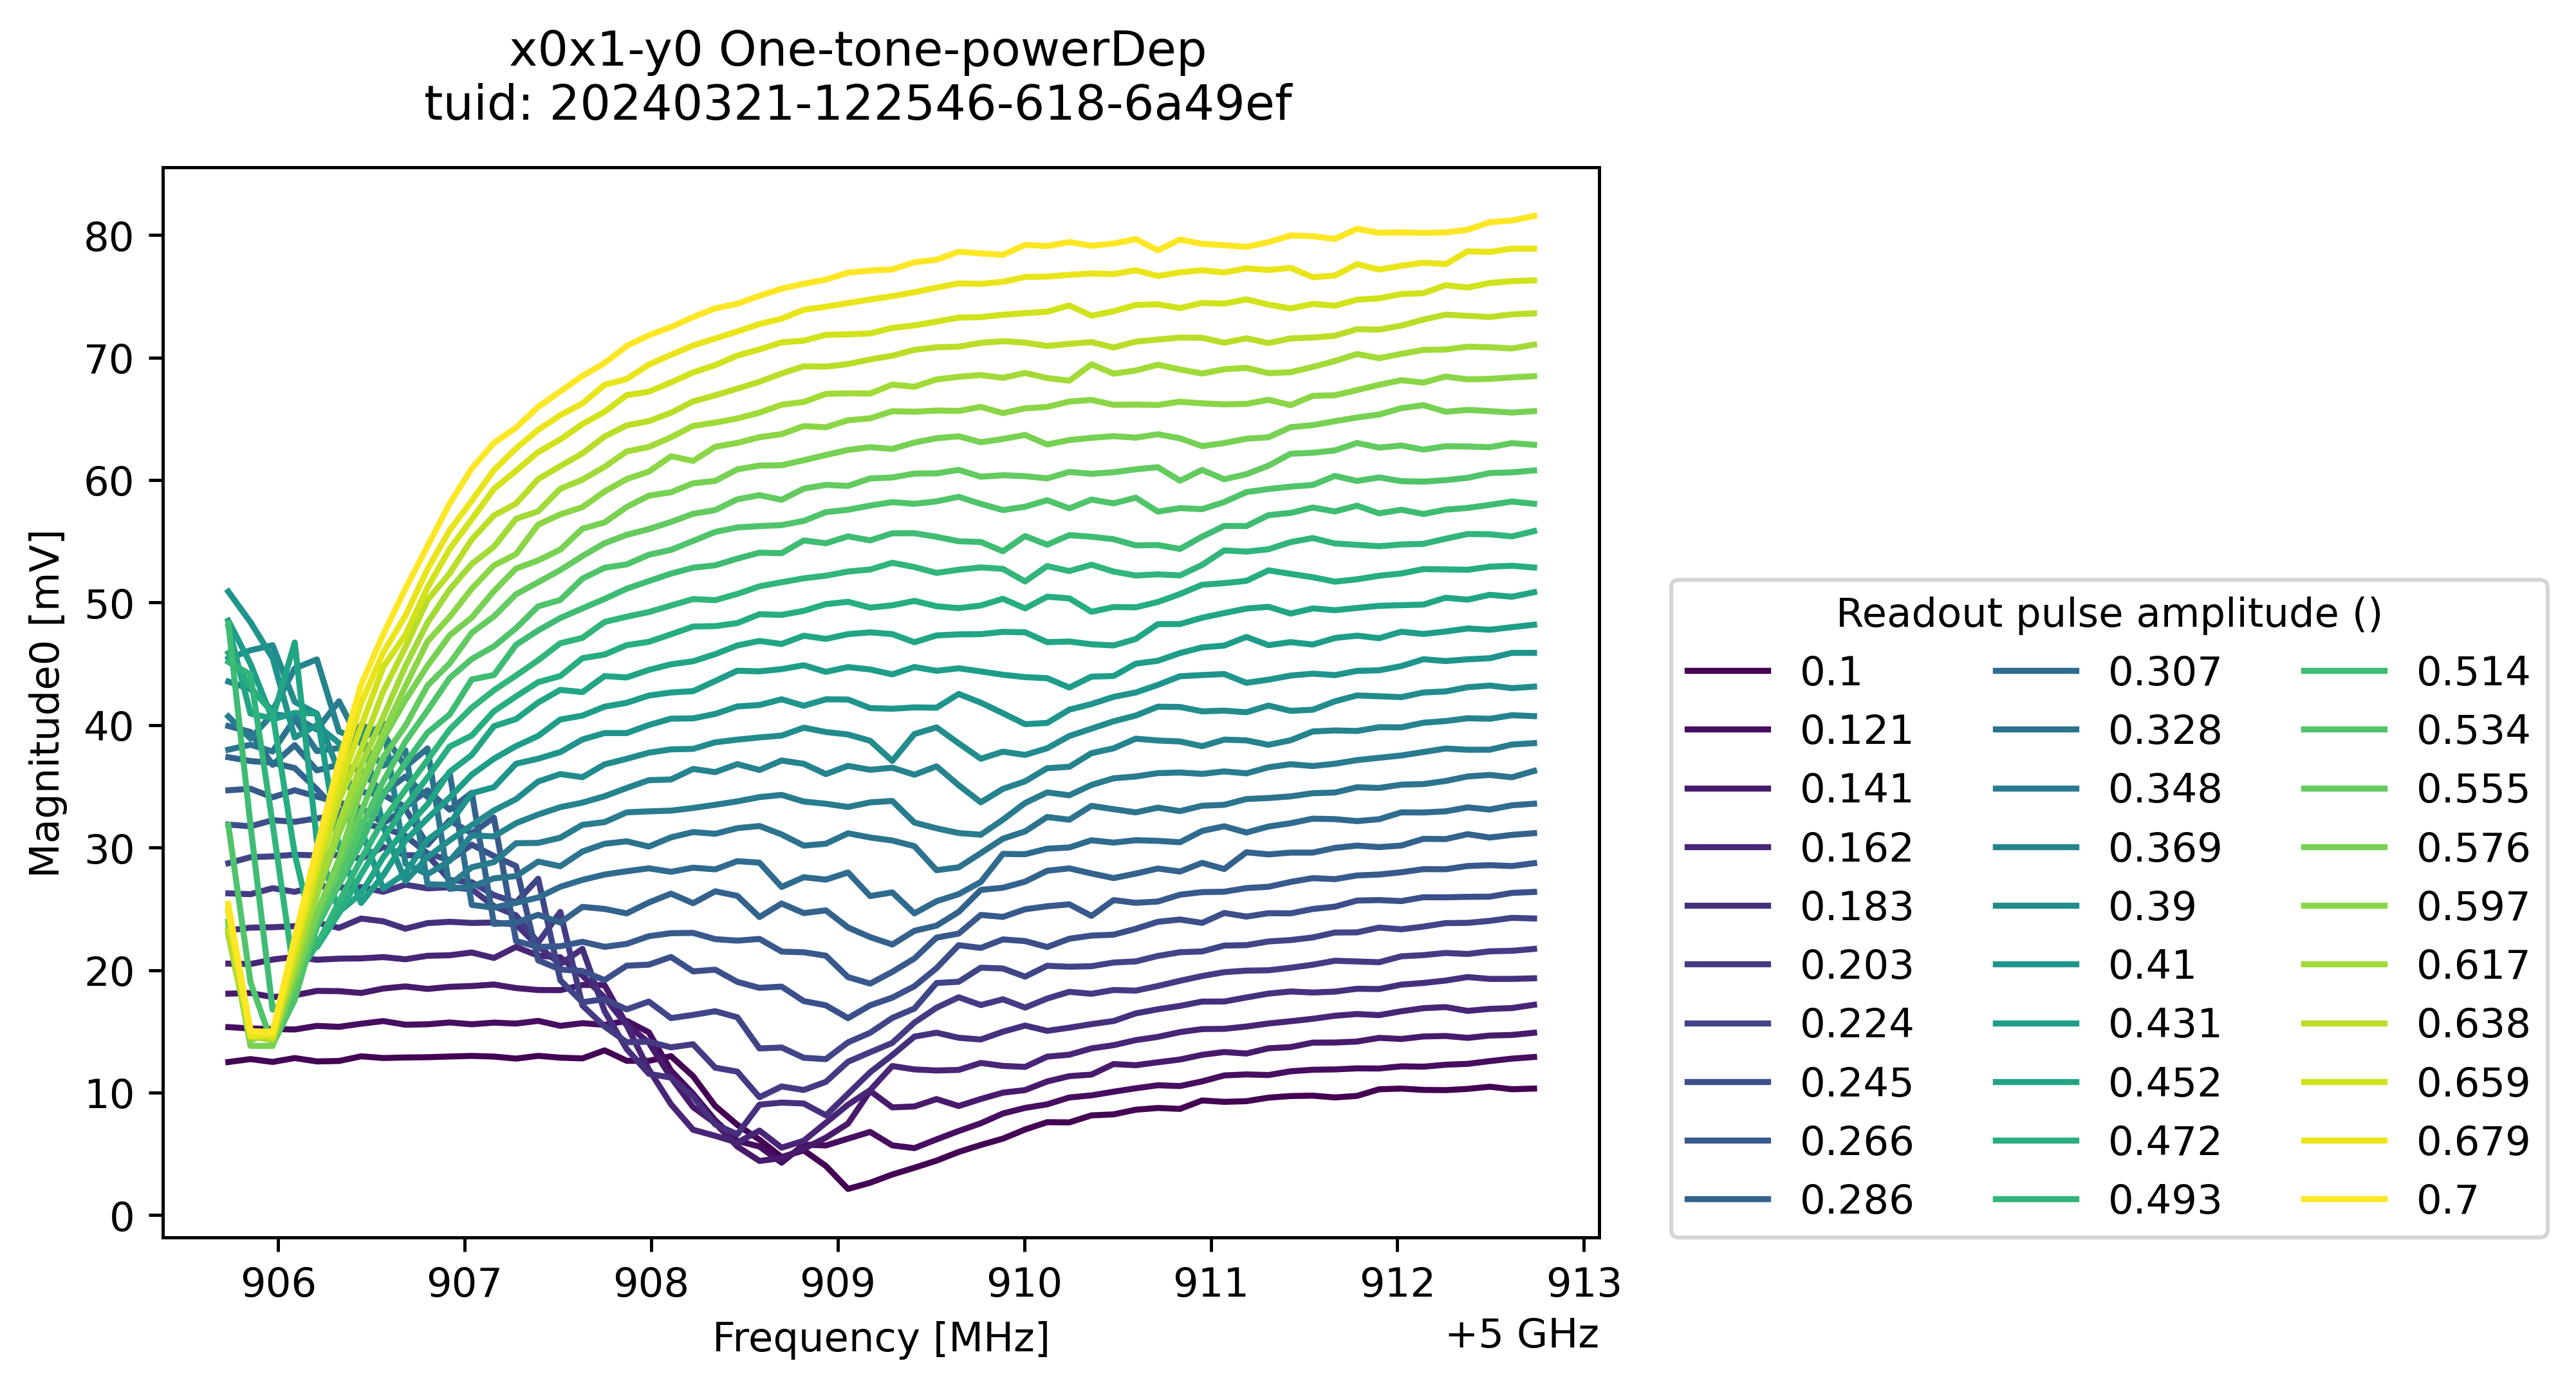 x0x1-y0 One-tone-powerDep
tuid: 20240321-122546-618-6a49ef
Magnitude0 [mV]
80
70
60
50
40
30
20
10
0
906 907 908 909 910 911 912 913
Frequency [MHz]
+5 GHz
Readout pulse amplitude ()
0.1 0.307 0.514
0.121 0.328 0.534
0.141 0.348 0.555
0.162 0.369 0.576
0.183 0.39 0.597
0.203 0.41 0.617
0.224 0.431 0.638
0.245 0.452 0.659
0.266 0.472 0.679
0.286 0.493 0.7